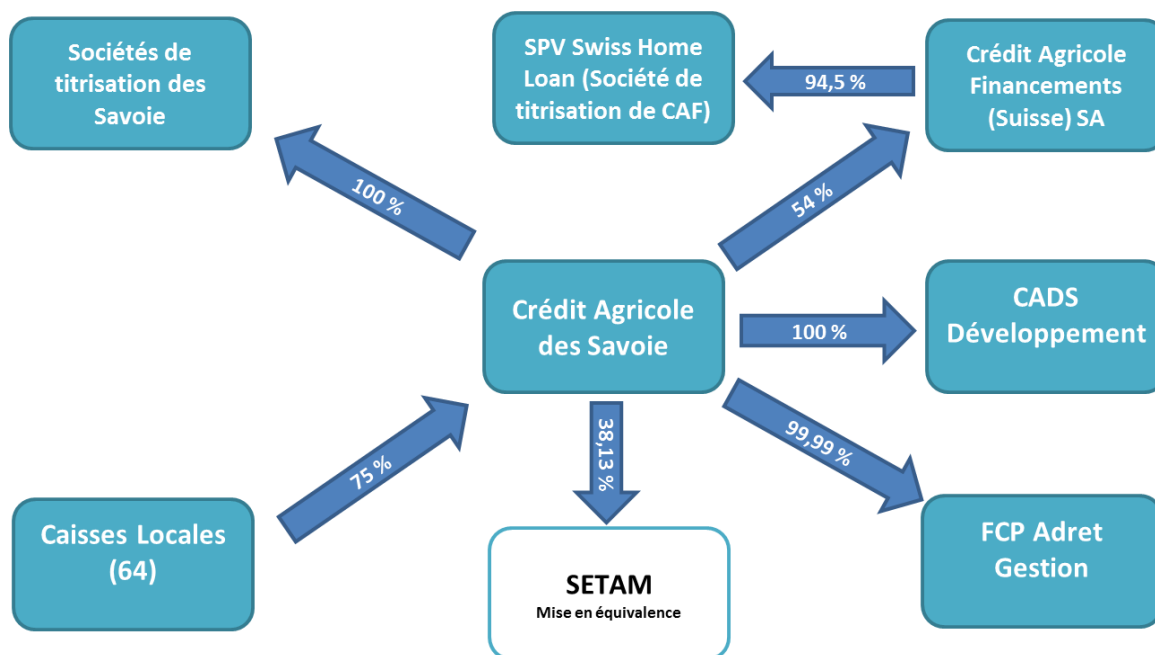 Sociétés de
titrisation des
Savoie
SPV Swiss Home
Loan (Société de
titrisation de CAF)
94,5 %
Crédit Agricole
Financements
(Suisse) SA
100 %
54 %
Crédit Agricole
des Savoie
100 %
CADS
Développement
75 %
38,13 %
99,99%
Caisses Locales
(64)
SETAM
Mise en équivalence
FCP Adret
Gestion